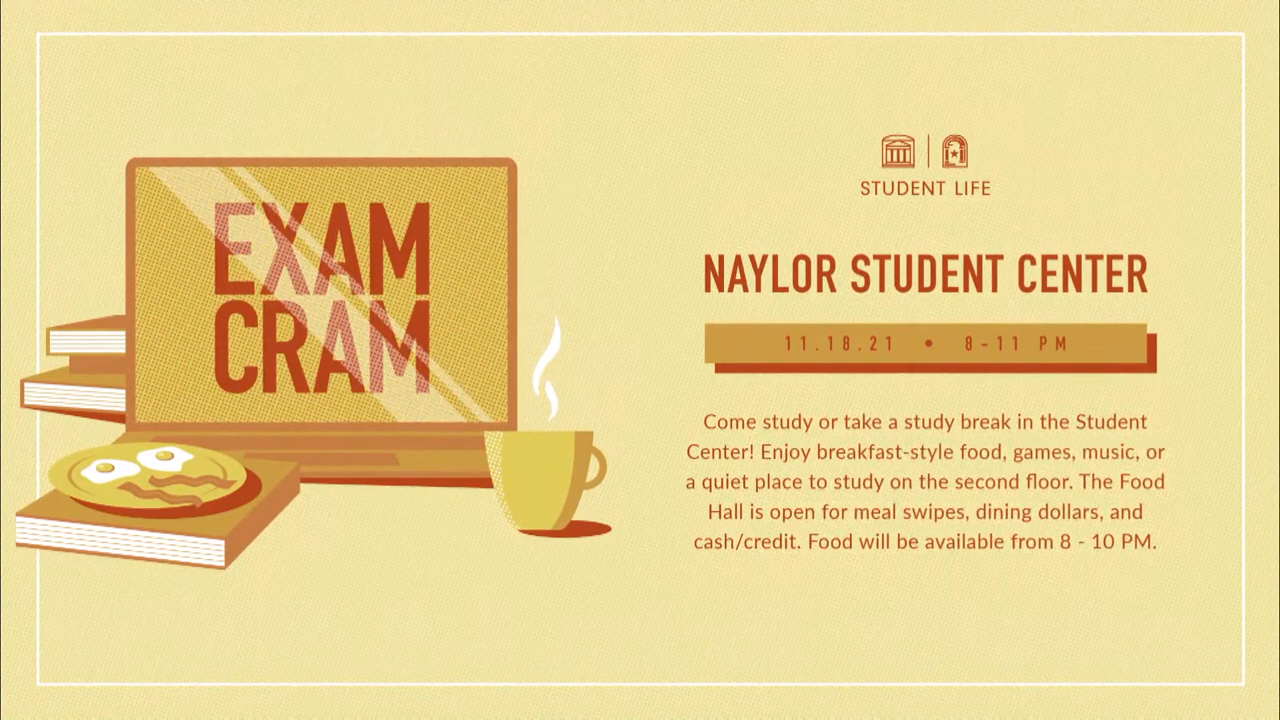 EXAM
CRAM
STUDENT LIFE
NAYLOR STUDENT CENTER
11.18.21 • 8-11 PM
Come study or take a study break in the Student
Center! Enjoy breakfast-style food, games, music, or
a quiet place to study on the second floor. The Food
Hall is open for meal swipes, dining dollars, and
cash/credit. Food will be available from 8 - 10 PM.